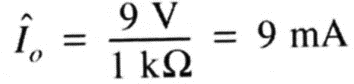 Î_o = 9 V / 1 kΩ = 9 mA